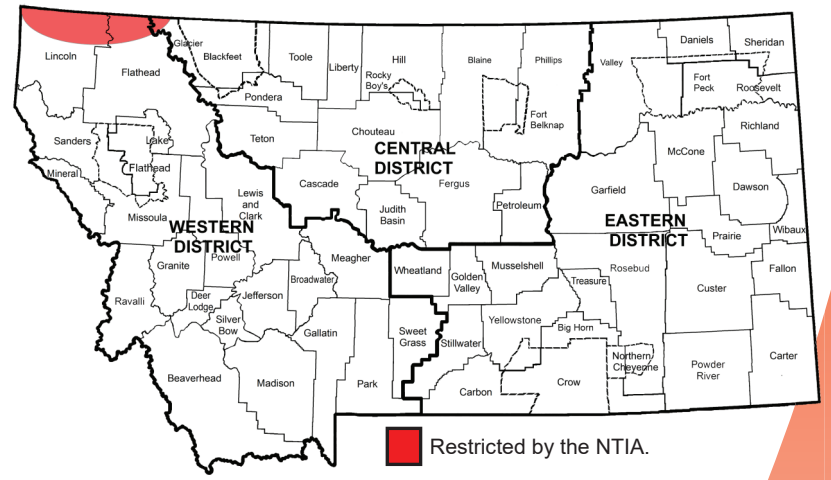 Lincoln
Flathead
Glacier
Blackfeet
Toole
Liberty
Hill
Rocky
Boy's
Blaine
Phillips
Valley
Daniels
Sheridan
Fort
Peck
Roosevelt
Pondera
Teton
Chouteau
CENTRAL
DISTRICT
Fort
Belknap
Richland
McCone
Sanders
Lake
Flathead
Mineral
Missoula
Lewis
and
Clark
Cascade
Fergus
Judith
Basin
Petroleum
Garfield
Dawson
EASTERN
DISTRICT
Prairie
Wibaux
WESTERN
DISTRICT
Powell
Granite
Meagher
Wheatland
Golden
Valley
Musselshell
Rosebud
Treasure
Custer
Fallon
Ravalli
Deer
Lodge
Silver
Bow
Jefferson
Broadwater
Gallatin
Sweet
Grass
Stillwater
Yellowstone
Big Horn
Northern
Cheyenne
Powder
River
Carter
Beaverhead
Madison
Park
Carbon
Crow
Restricted by the NTIA.